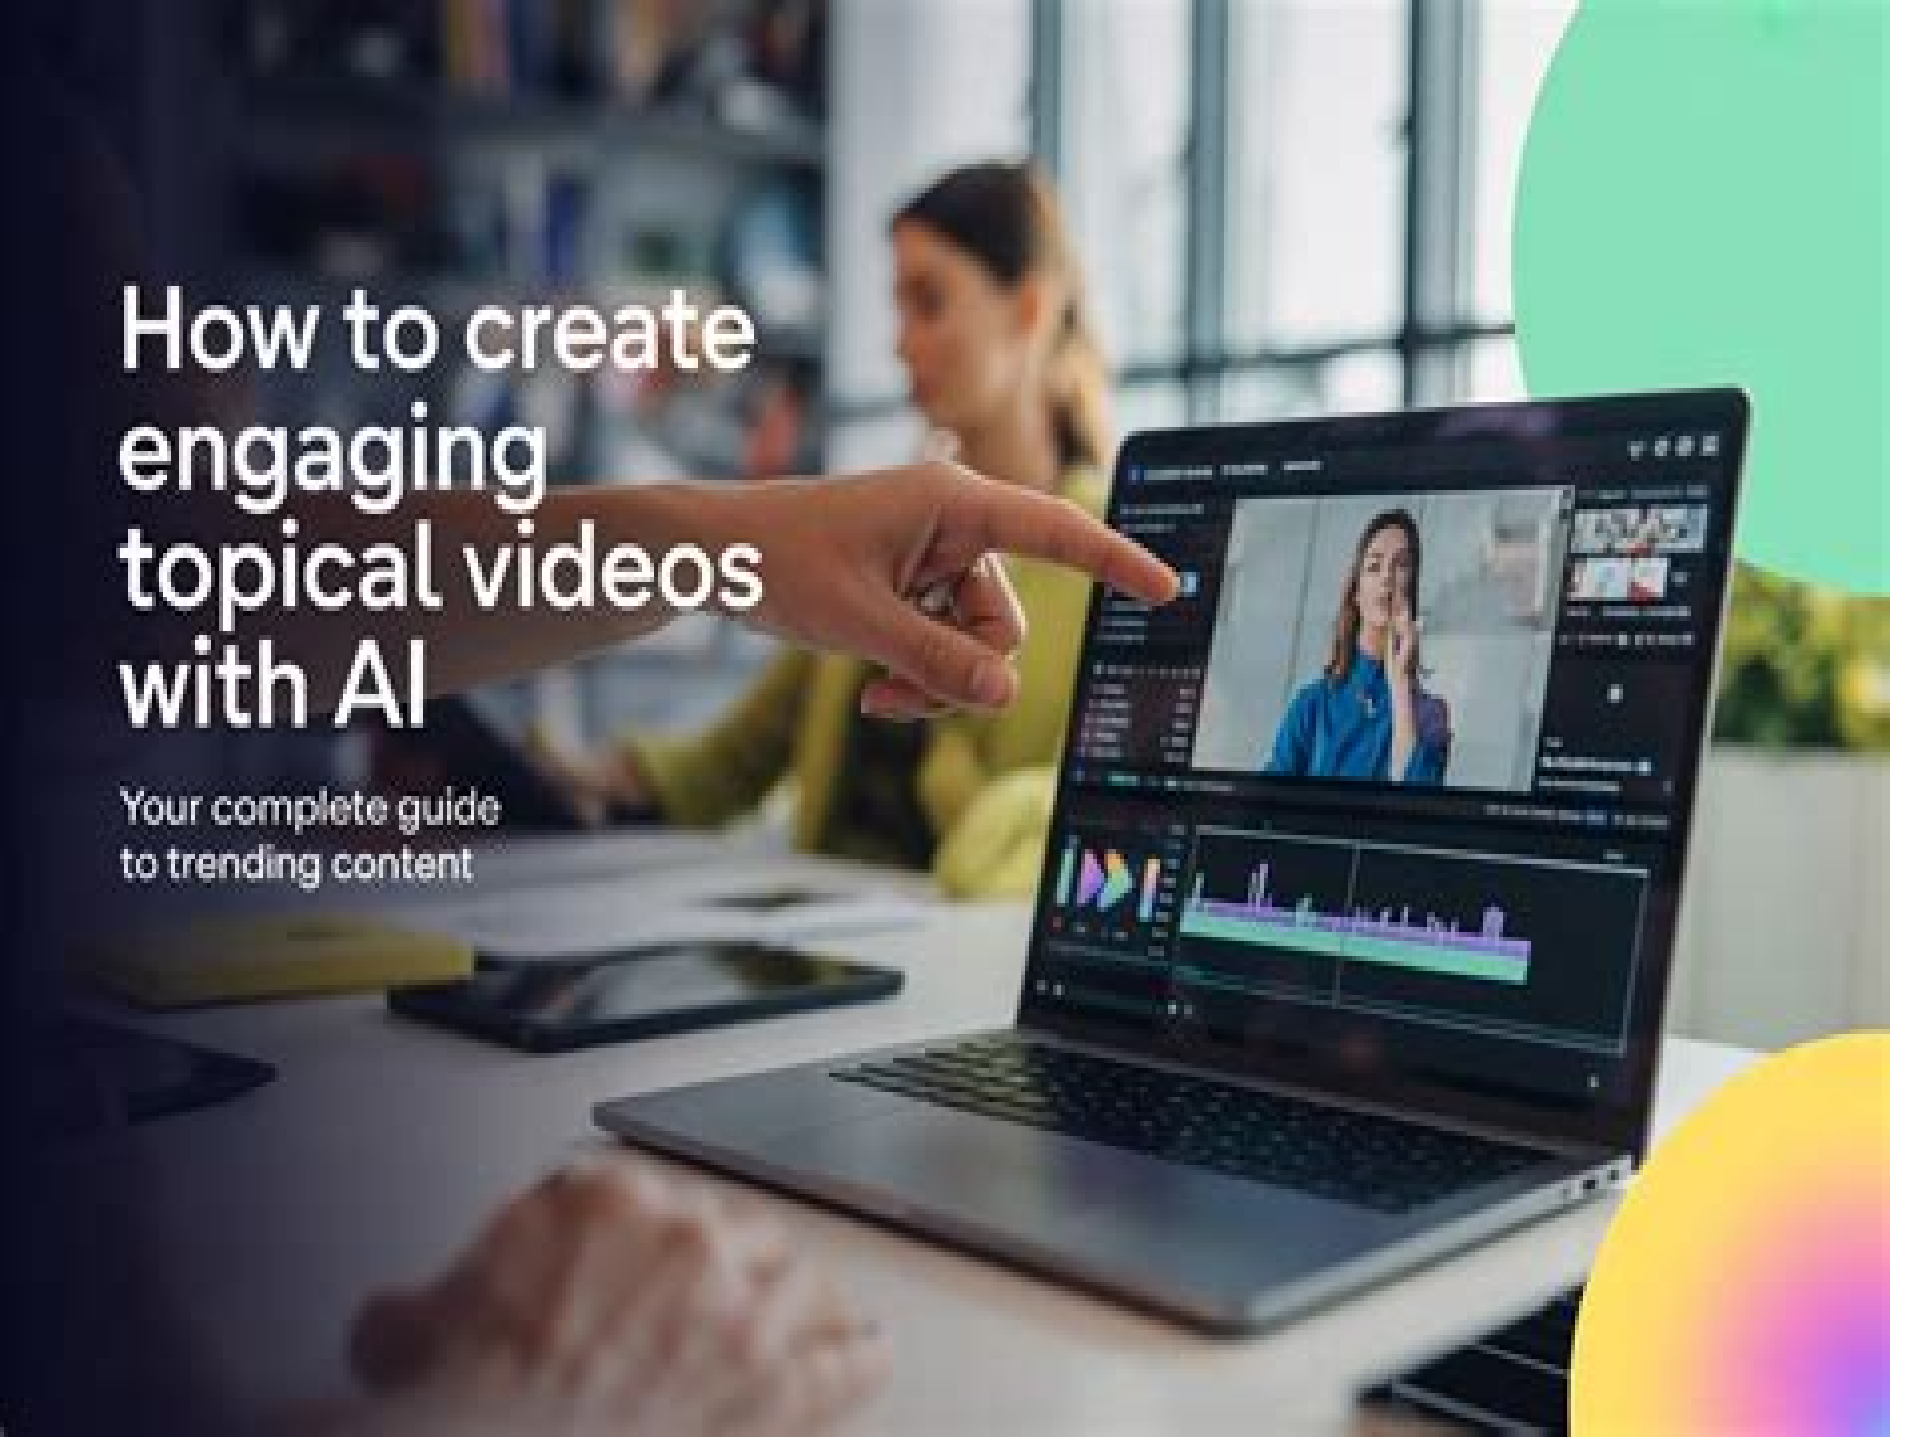 How to create
engaging
topical videos
with AI
Your complete guide
to trending content